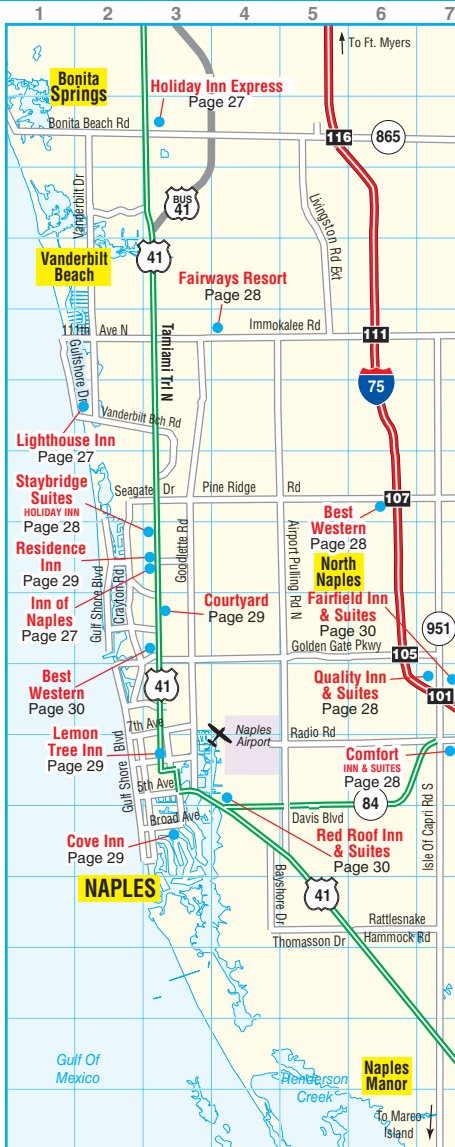 1 2 3 4 5 6 7
To Ft. Myers
Bonita
Springs
Holiday Inn Express
Page 27
Bonita Beach Rd
116
865
Vanderbilt Dr
BUS
41
Livingston Rd Ext
41
Vanderbilt
Beach
Fairways Resort
Page 28
111th Ave N
Immokalee Rd
111
Gulfshore Dr
Tamiami Trl N
75
Vanderbilt Bch Rd
Lighthouse Inn
Page 27
Staybridge
Suites
HOLIDAY INN
Page 28
Seagate Dr
Pine Ridge Rd
107
Best
Western
Page 28
Residence
Inn
Page 29
Goodlette Rd
Airport Pulling Rd N
North
Naples
Gulf Shore Blvd
Crayton Rd
Inn of
Naples
Page 27
Courtyard
Page 29
Fairfield Inn
& Suites
Page 30
951
Golden Gate Pkwy
105
Best
Western
Page 30
41
Quality Inn
& Suites
Page 28
101
7th Ave
Naples
Airport
Radio Rd
Lemon
Tree Inn
Page 29
Gulf Shore Blvd
Comfort
INN & SUITES
Page 28
5th Ave
84
Broad Ave
Davis Blvd
Isle Of Capri Rd S
Cove Inn
Page 29
Red Roof Inn
& Suites
Page 30
NAPLES
41
Bayshore Dr
Rattlesnake
Hammock Rd
Thomasson Dr
Gulf Of
Mexico
Henderson
Creek
Naples
Manor
To Marco
Island